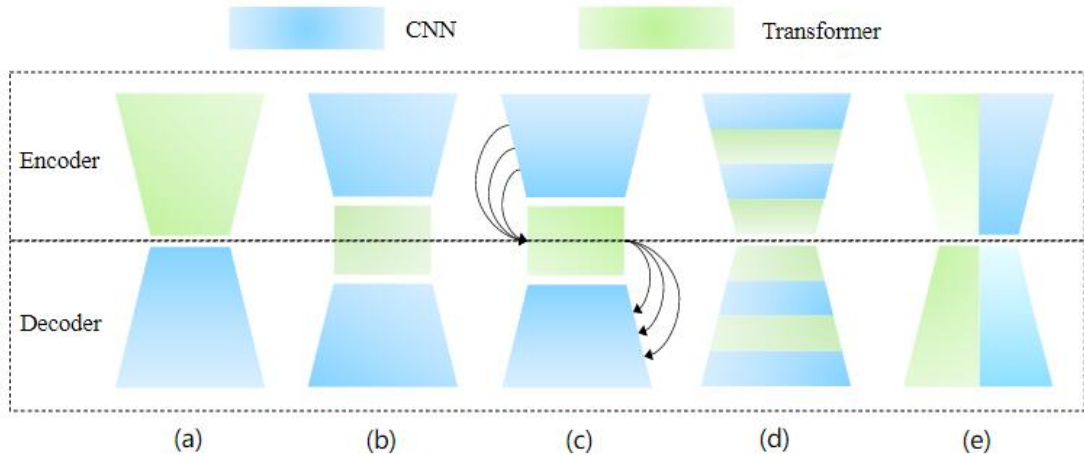 CNN
Transformer
Encoder
Decoder
(a)
(b)
(c)
(d)
(e)